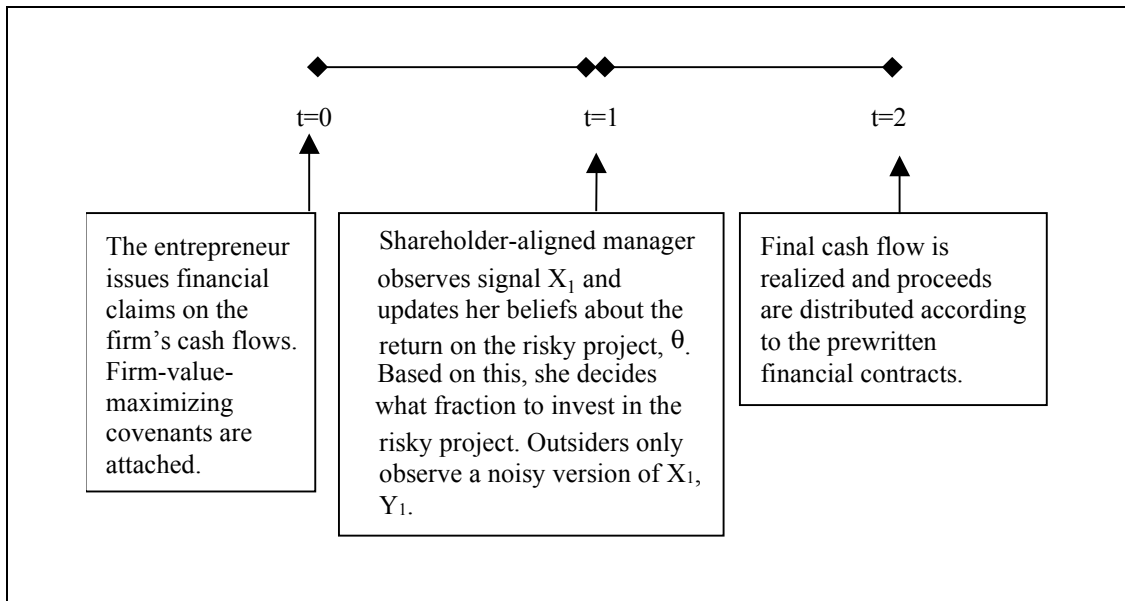 t=0
t=1
t=2
The entrepreneur
issues financial
claims on the
firm's cash flows.
Firm-value-
maximizing
covenants are
attached.
Shareholder-aligned manager
observes signal X₁ and
updates her beliefs about the
return on the risky project, θ.
Based on this, she decides
what fraction to invest in the
risky project. Outsiders only
observe a noisy version of X₁,
Y₁.
Final cash flow is
realized and proceeds
are distributed according
to the prewritten
financial contracts.